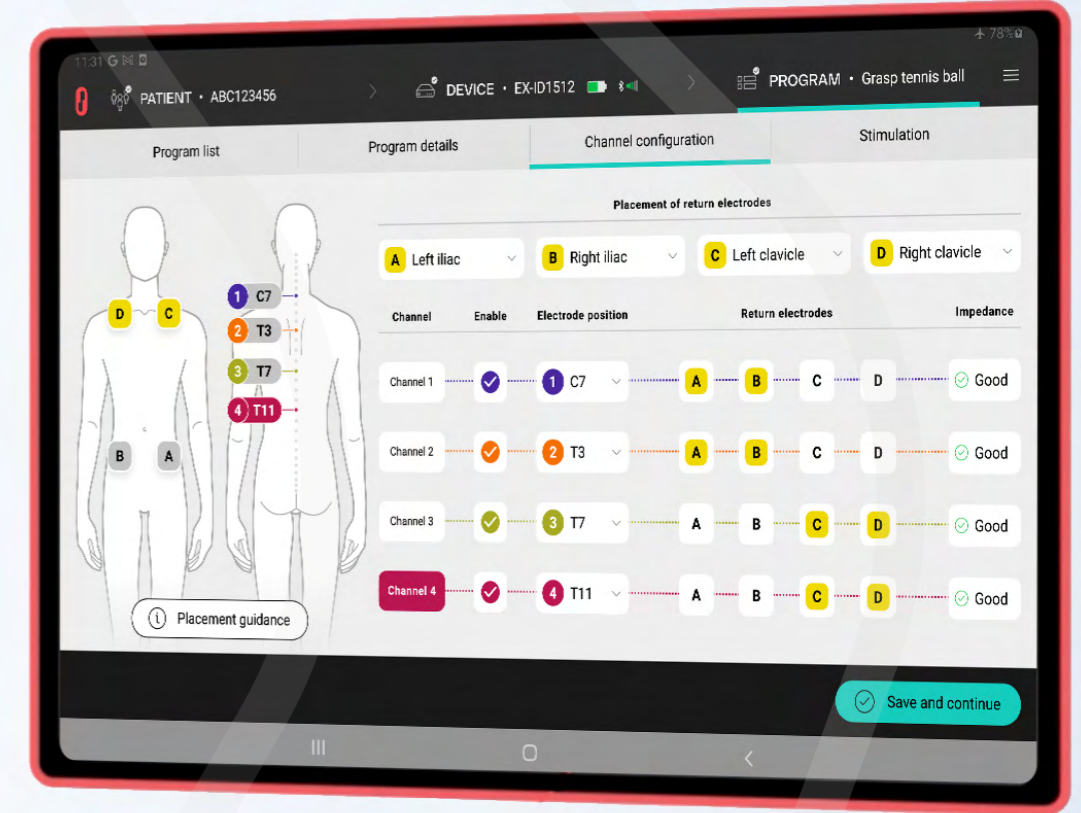 11:31 G
78%
PATIENT • ABC123456
DEVICE • EX-ID1512
PROGRAM • Grasp tennis ball
Program list
Program details
Channel configuration
Stimulation
Placement of return electrodes
A Left iliac
B Right iliac
C Left clavicle
D Right clavicle
D C
1 C7
2 T3
3 T7
4 T11
B A
Placement guidance
Channel Enable Electrode position Return electrodes Impedance
Channel 1 1 C7 A B C D Good
Channel 2 2 T3 A B C D Good
Channel 3 3 T7 A B C D Good
Channel 4 4 T11 A B C D Good
Save and continue